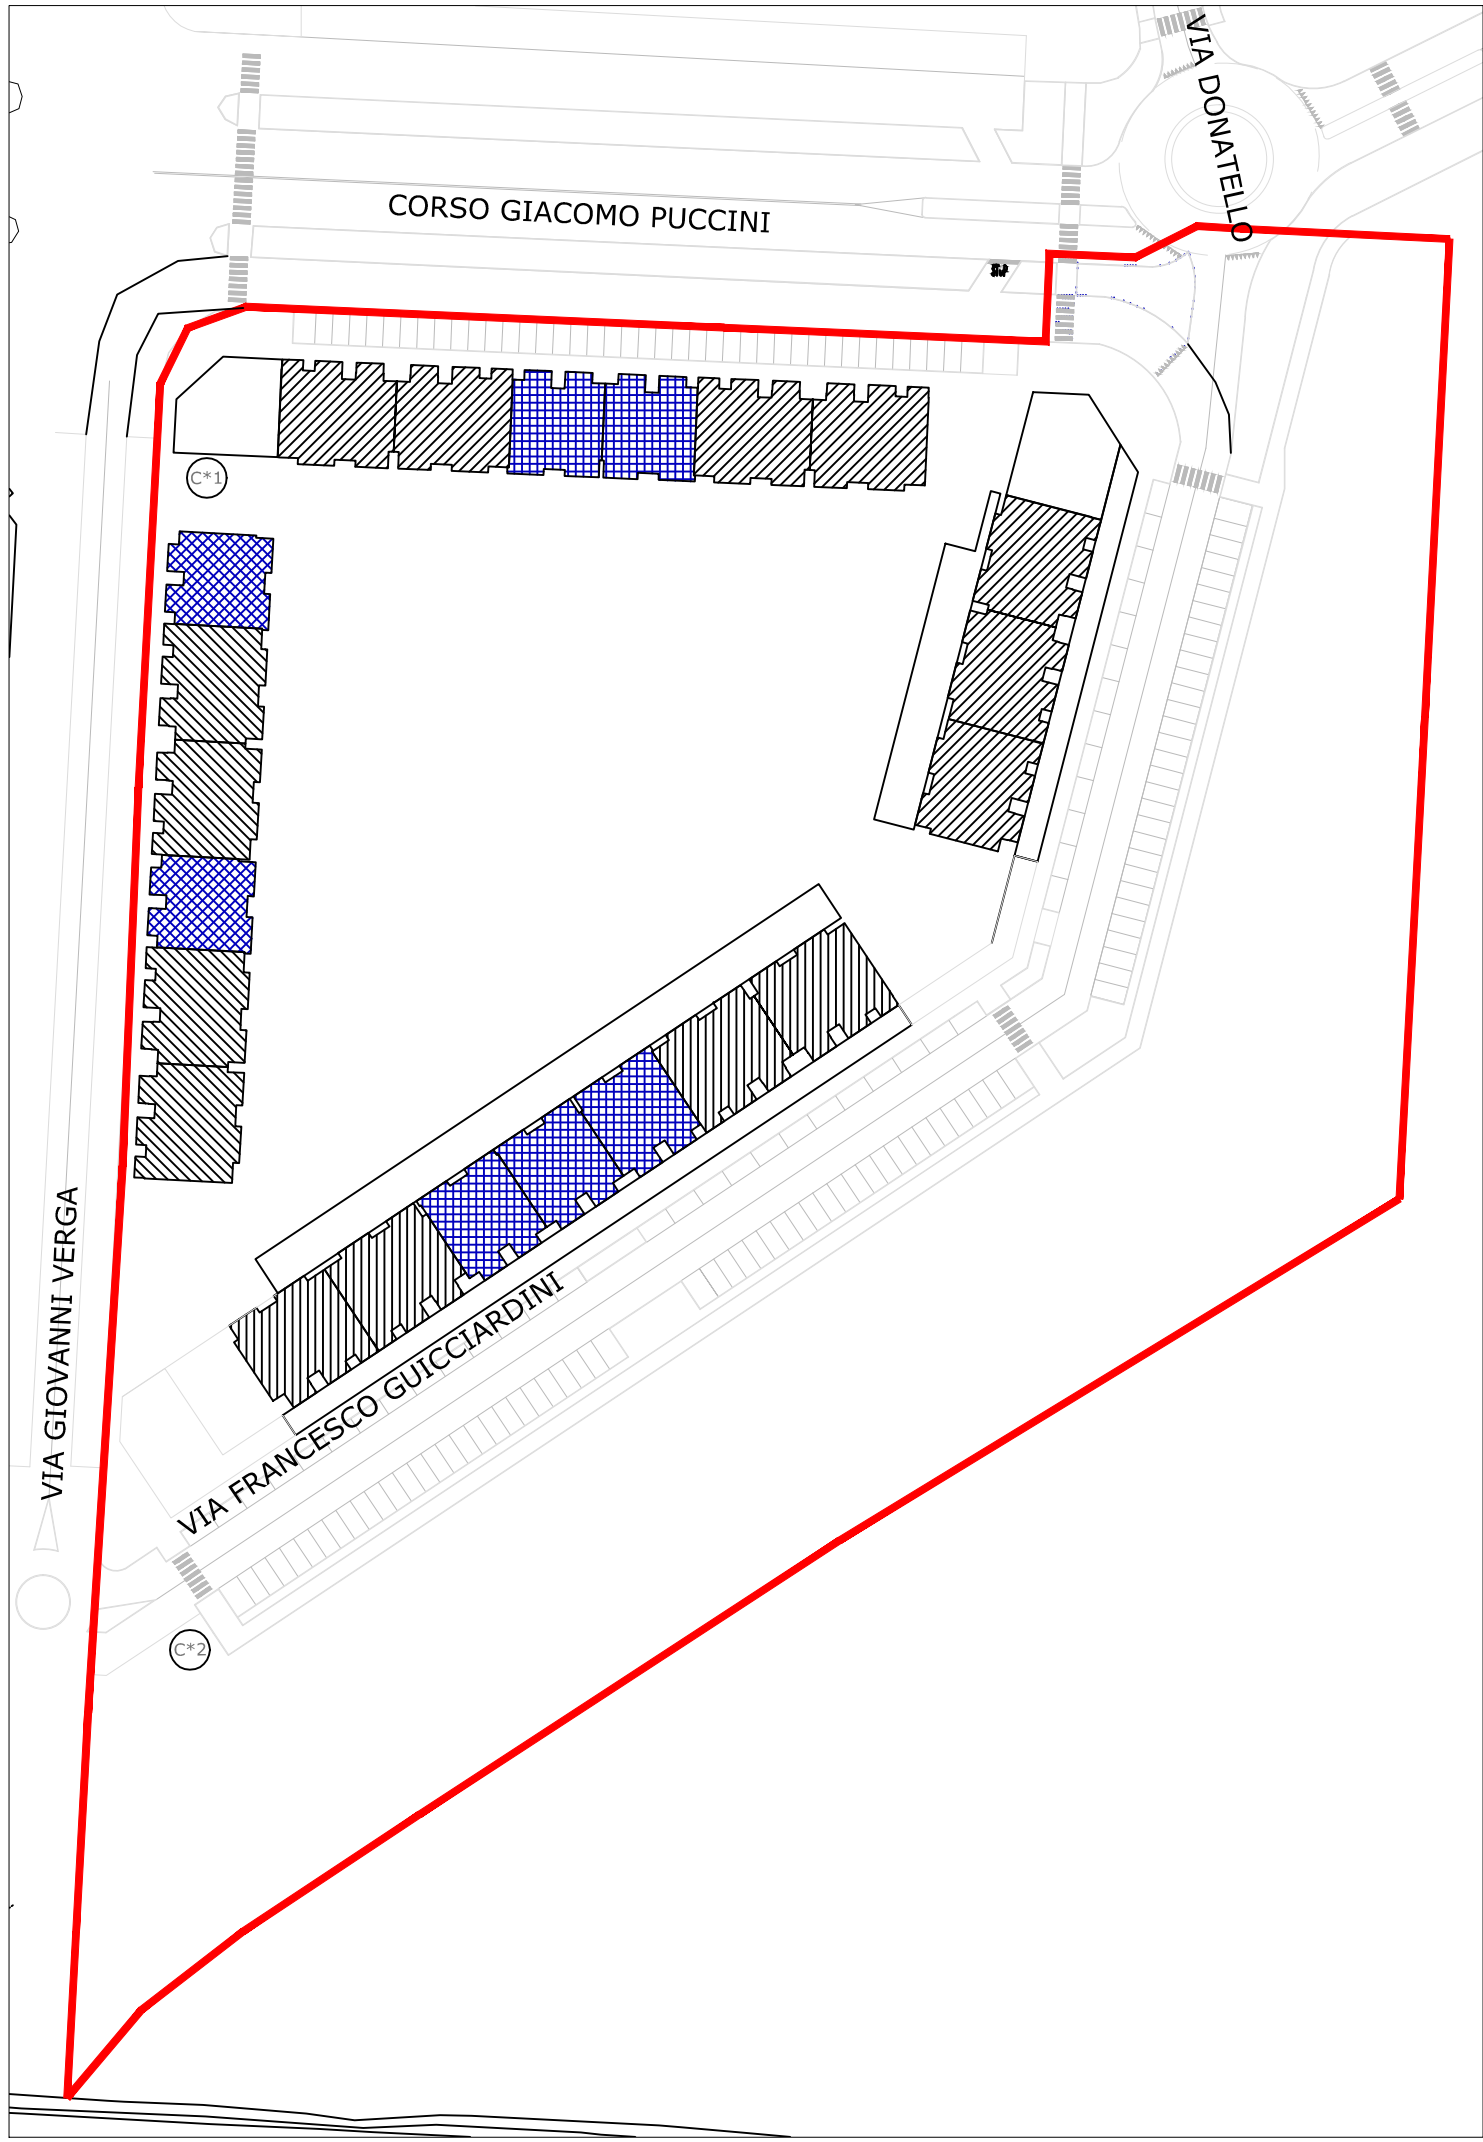 VIA DONATELLO
CORSO GIACOMO PUCCINI
C*1
VIA GIOVANNI VERGA
VIA FRANCESCO GUICCIARDINI
C*2